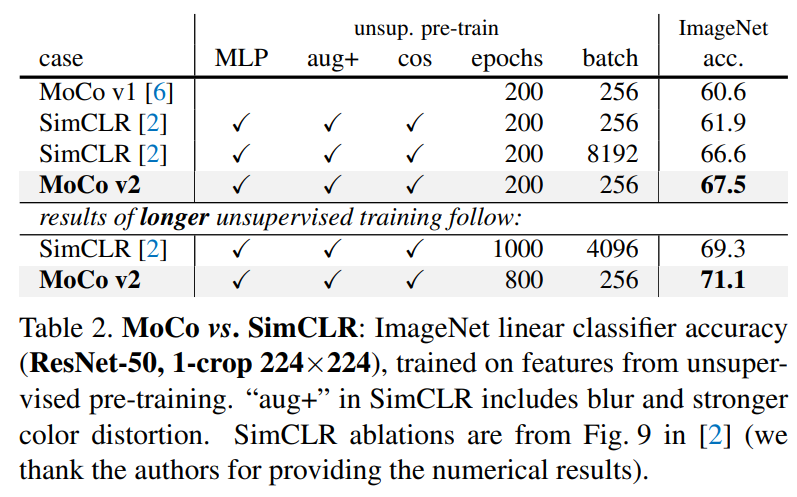 unsup. pre-train ImageNet
case MLP aug+ cos epochs batch acc.
MoCo v1 [6] 200 256 60.6
SimCLR [2] ✓ ✓ ✓ 200 256 61.9
SimCLR [2] ✓ ✓ ✓ 200 8192 66.6
MoCo v2 ✓ ✓ ✓ 200 256 67.5
results of longer unsupervised training follow:
SimCLR [2] ✓ ✓ ✓ 1000 4096 69.3
MoCo v2 ✓ ✓ ✓ 800 256 71.1
Table 2. MoCo vs. SimCLR: ImageNet linear classifier accuracy
(ResNet-50, 1-crop 224×224), trained on features from unsuper-
vised pre-training. “aug+” in SimCLR includes blur and stronger
color distortion. SimCLR ablations are from Fig. 9 in [2] (we
thank the authors for providing the numerical results).